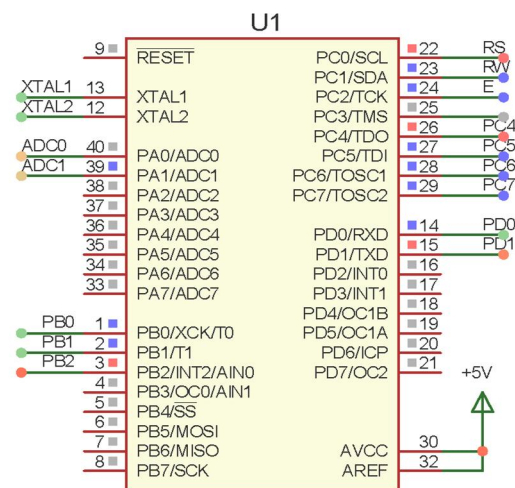 U1
9 RESET PC0/SCL 22 RS
PC1/SDA 23 RW
XTAL1 13 XTAL1 PC2/TCK 24 E
XTAL2 12 XTAL2 PC3/TMS 25
PC4/TDO 26 PC4
ADC0 40 PA0/ADC0 PC5/TDI 27 PC5
ADC1 39 PA1/ADC1 PC6/TOSC1 28 PC6
38 PA2/ADC2 PC7/TOSC2 29 PC7
37 PA3/ADC3
36 PA4/ADC4 PD0/RXD 14 PD0
35 PA5/ADC5 PD1/TXD 15 PD1
34 PA6/ADC6 PD2/INT0 16
33 PA7/ADC7 PD3/INT1 17
PD4/OC1B 18
PB0 1 PB0/XCK/T0 PD5/OC1A 19
PB1 2 PB1/T1 PD6/ICP 20
PB2 3 PB2/INT2/AIN0 PD7/OC2 21
+5V
4 PB3/OC0/AIN1
5 PB4/SS
6 PB5/MOSI
7 PB6/MISO AVCC 30
8 PB7/SCK AREF 32